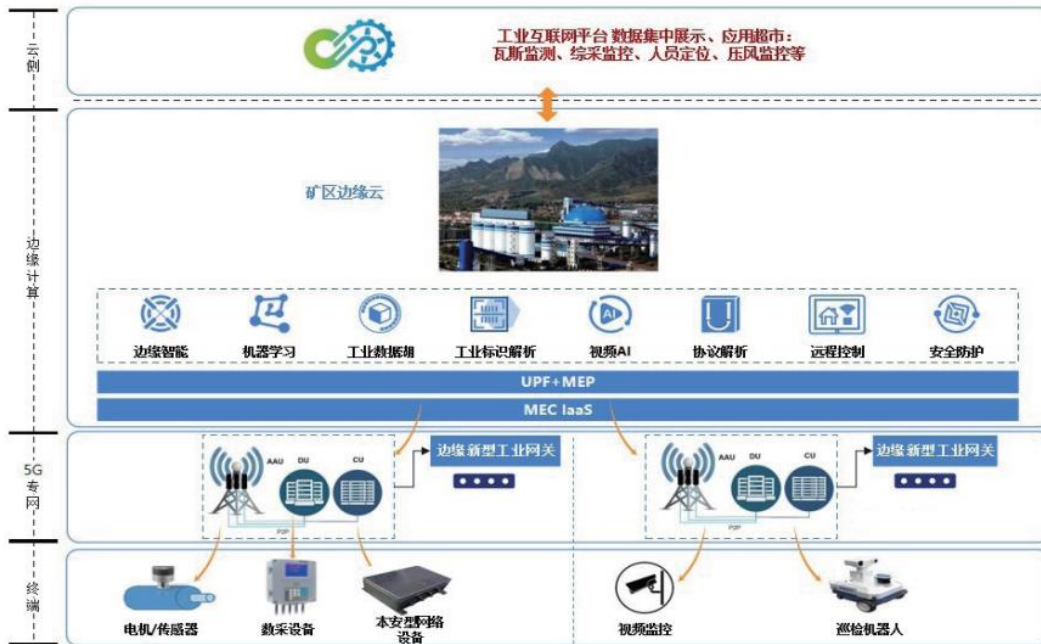 云侧
工业互联网平台 数据集中展示、应用超市：
瓦斯监测、综采监控、人员定位、压风监控等
边缘计算
矿区边缘云
边缘智能
机器学习
工业数据湖
工业标识解析
视频AI
协议解析
远程控制
安全防护
UPF+MEP
MEC IaaS
5G专网
AAU
DU
CU
P2P
边缘新型工业网关
AAU
DU
CU
P2P
边缘新型工业网关
终端
电机/传感器
数采设备
本安型网络
设备
视频监控
巡检机器人